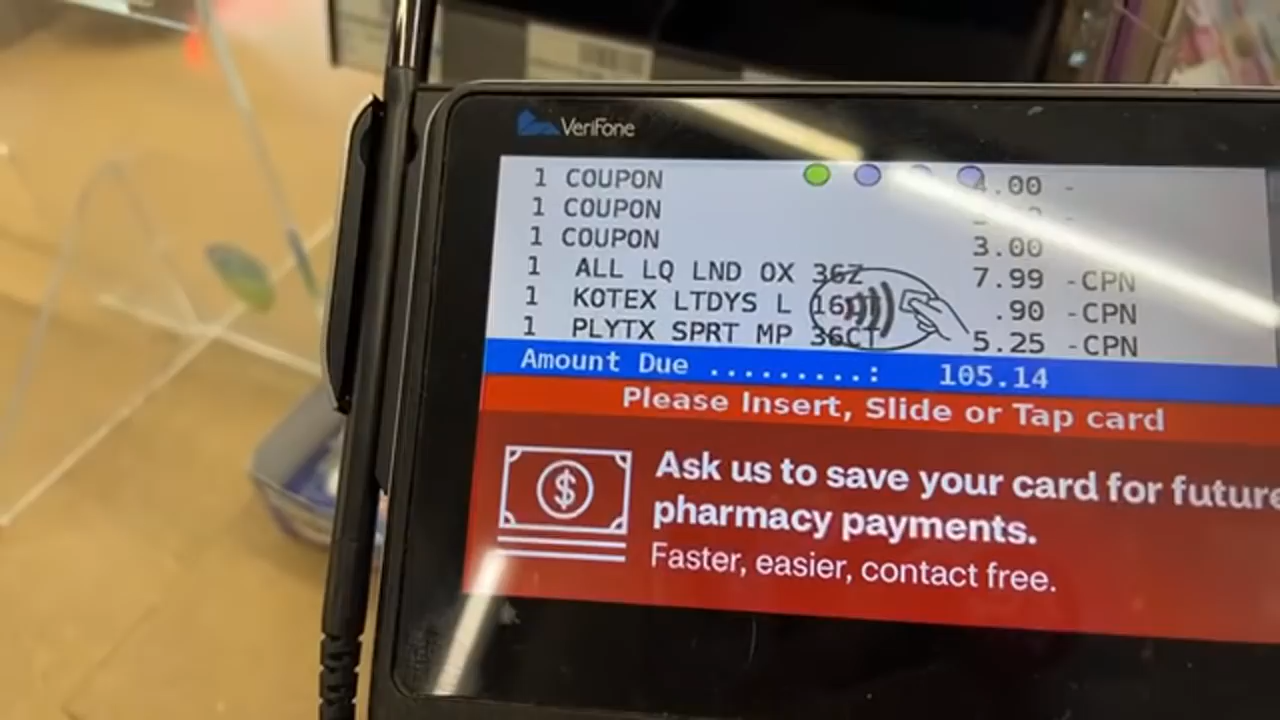 VeriFone
1 COUPON 4.00 -
1 COUPON -
1 COUPON 3.00
1 ALL LQ LND OX 36Z 7.99 -CPN
1 KOTEX LTDYS L 16CT .90 -CPN
1 PLYTX SPRT MP 36CT 5.25 -CPN
Amount Due .........: 105.14
Please Insert, Slide or Tap card
Ask us to save your card for future
pharmacy payments.
Faster, easier, contact free.